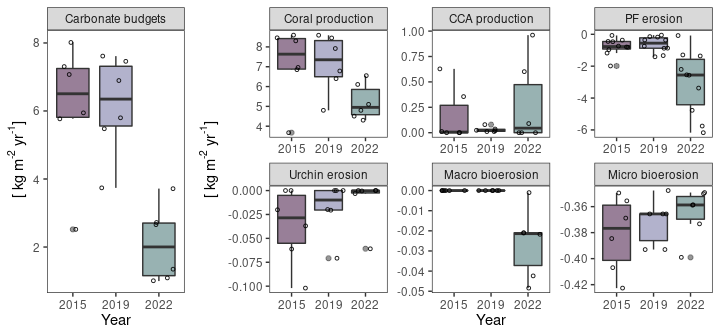 Carbonate budgets
[ kg m-2 yr-1]
8
6
4
2
2015 2019 2022
Year
[ kg m-2 yr-1]
Coral production
8
7
6
5
4
2015 2019 2022
CCA production
1.00
0.75
0.50
0.25
0.00
2015 2019 2022
PF erosion
0
-2
-4
-6
2015 2019 2022
Urchin erosion
0.000
-0.025
-0.050
-0.075
-0.100
2015 2019 2022
Macro bioerosion
0.00
-0.01
-0.02
-0.03
-0.04
-0.05
2015 2019 2022
Micro bioerosion
-0.36
-0.38
-0.40
-0.42
2015 2019 2022
Year